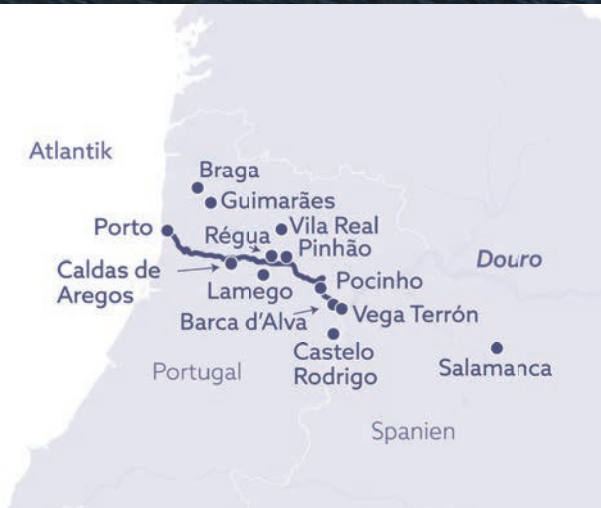 Atlantik
Braga
Guimarães
Porto
Régua
Vila Real
Pinhão
Douro
Caldas de
Aregos
Lamego
Pocinho
Barca d'Alva
Vega Terrón
Castelo
Rodrigo
Salamanca
Portugal
Spanien